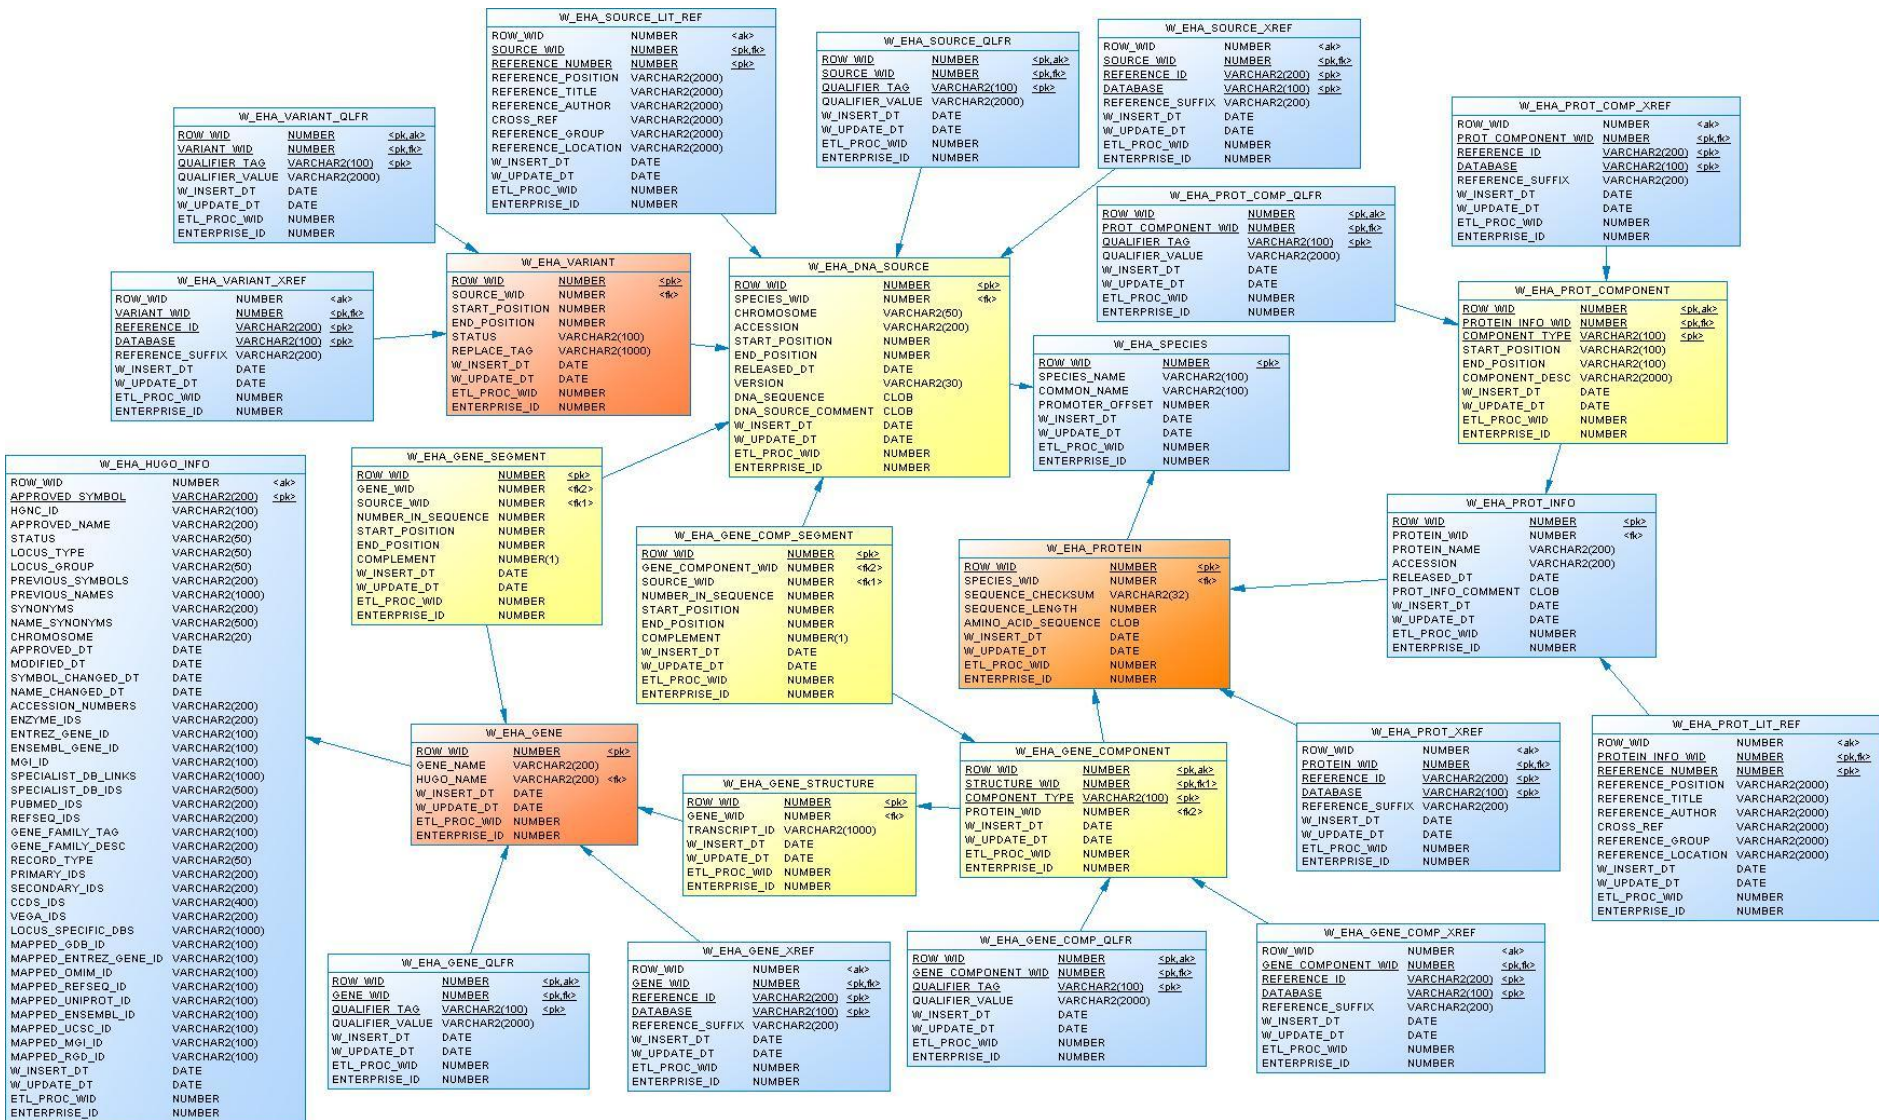 W_EHA_SOURCE_LIT_REF
ROW_WID NUMBER <ak>
SOURCE_WID NUMBER <pk,fk>
REFERENCE_NUMBER NUMBER <pk>
REFERENCE_POSITION VARCHAR2(2000)
REFERENCE_TITLE VARCHAR2(2000)
REFERENCE_AUTHOR VARCHAR2(2000)
CROSS_REF VARCHAR2(2000)
REFERENCE_GROUP VARCHAR2(2000)
REFERENCE_LOCATION VARCHAR2(2000)
W_INSERT_DT DATE
W_UPDATE_DT DATE
ETL_PROC_WID NUMBER
ENTERPRISE_ID NUMBER
W_EHA_SOURCE_QLFR
ROW_WID NUMBER <pk,ak>
SOURCE_WID NUMBER <pk,fk>
QUALIFIER_TAG VARCHAR2(100) <pk>
QUALIFIER_VALUE VARCHAR2(2000)
W_INSERT_DT DATE
W_UPDATE_DT DATE
ETL_PROC_WID NUMBER
ENTERPRISE_ID NUMBER
W_EHA_SOURCE_XREF
ROW_WID NUMBER <ak>
SOURCE_WID NUMBER <pk,fk>
REFERENCE_ID VARCHAR2(200) <pk>
DATABASE VARCHAR2(100) <pk>
REFERENCE_SUFFIX VARCHAR2(200)
W_INSERT_DT DATE
W_UPDATE_DT DATE
ETL_PROC_WID NUMBER
ENTERPRISE_ID NUMBER
W_EHA_PROT_COMP_XREF
ROW_WID NUMBER <ak>
PROT_COMPONENT_WID NUMBER <pk,fk>
REFERENCE_ID VARCHAR2(200) <pk>
DATABASE VARCHAR2(100) <pk>
REFERENCE_SUFFIX VARCHAR2(200)
W_INSERT_DT DATE
W_UPDATE_DT DATE
ETL_PROC_WID NUMBER
ENTERPRISE_ID NUMBER
W_EHA_VARIANT_QLFR
ROW_WID NUMBER <pk,ak>
VARIANT_WID NUMBER <pk,fk>
QUALIFIER_TAG VARCHAR2(100) <pk>
QUALIFIER_VALUE VARCHAR2(2000)
W_INSERT_DT DATE
W_UPDATE_DT DATE
ETL_PROC_WID NUMBER
ENTERPRISE_ID NUMBER
W_EHA_PROT_COMP_QLFR
ROW_WID NUMBER <pk,ak>
PROT_COMPONENT_WID NUMBER <pk,fk>
QUALIFIER_TAG VARCHAR2(100) <pk>
QUALIFIER_VALUE VARCHAR2(2000)
W_INSERT_DT DATE
W_UPDATE_DT DATE
ETL_PROC_WID NUMBER
ENTERPRISE_ID NUMBER
W_EHA_VARIANT_XREF
ROW_WID NUMBER <ak>
VARIANT_WID NUMBER <pk,fk>
REFERENCE_ID VARCHAR2(200) <pk>
DATABASE VARCHAR2(100) <pk>
REFERENCE_SUFFIX VARCHAR2(200)
W_INSERT_DT DATE
W_UPDATE_DT DATE
ETL_PROC_WID NUMBER
ENTERPRISE_ID NUMBER
W_EHA_VARIANT
ROW_WID NUMBER <pk>
SOURCE_WID NUMBER <fk>
START_POSITION NUMBER
END_POSITION NUMBER
STATUS VARCHAR2(100)
REPLACE_TAG VARCHAR2(1000)
W_INSERT_DT DATE
W_UPDATE_DT DATE
ETL_PROC_WID NUMBER
ENTERPRISE_ID NUMBER
W_EHA_DNA_SOURCE
ROW_WID NUMBER <pk>
SPECIES_WID NUMBER <fk>
CHROMOSOME VARCHAR2(50)
ACCESSION VARCHAR2(200)
START_POSITION NUMBER
END_POSITION NUMBER
RELEASED_DT DATE
VERSION VARCHAR2(30)
DNA_SEQUENCE CLOB
DNA_SOURCE_COMMENT CLOB
W_INSERT_DT DATE
W_UPDATE_DT DATE
ETL_PROC_WID NUMBER
ENTERPRISE_ID NUMBER
W_EHA_SPECIES
ROW_WID NUMBER <pk>
SPECIES_NAME VARCHAR2(100)
COMMON_NAME VARCHAR2(100)
PROMOTER_OFFSET NUMBER
W_INSERT_DT DATE
W_UPDATE_DT DATE
ETL_PROC_WID NUMBER
ENTERPRISE_ID NUMBER
W_EHA_PROT_COMPONENT
ROW_WID NUMBER <pk,ak>
PROTEIN_INFO_WID NUMBER <pk,fk>
COMPONENT_TYPE VARCHAR2(100) <pk>
START_POSITION VARCHAR2(100)
END_POSITION VARCHAR2(100)
COMPONENT_DESC VARCHAR2(2000)
W_INSERT_DT DATE
W_UPDATE_DT DATE
ETL_PROC_WID NUMBER
ENTERPRISE_ID NUMBER
W_EHA_HUGO_INFO
ROW_WID NUMBER <ak>
APPROVED_SYMBOL VARCHAR2(200) <pk>
HGNC_ID VARCHAR2(100)
APPROVED_NAME VARCHAR2(200)
STATUS VARCHAR2(50)
LOCUS_TYPE VARCHAR2(50)
LOCUS_GROUP VARCHAR2(50)
PREVIOUS_SYMBOLS VARCHAR2(200)
PREVIOUS_NAMES VARCHAR2(1000)
SYNONYMS VARCHAR2(200)
NAME_SYNONYMS VARCHAR2(500)
CHROMOSOME VARCHAR2(20)
APPROVED_DT DATE
MODIFIED_DT DATE
SYMBOL_CHANGED_DT DATE
NAME_CHANGED_DT DATE
ACCESSION_NUMBERS VARCHAR2(200)
ENZYME_IDS VARCHAR2(200)
ENTREZ_GENE_ID VARCHAR2(100)
ENSEMBL_GENE_ID VARCHAR2(100)
MGI_ID VARCHAR2(100)
SPECIALIST_DB_LINKS VARCHAR2(1000)
SPECIALIST_DB_IDS VARCHAR2(500)
PUBMED_IDS VARCHAR2(200)
REFSEQ_IDS VARCHAR2(200)
GENE_FAMILY_TAG VARCHAR2(100)
GENE_FAMILY_DESC VARCHAR2(200)
RECORD_TYPE VARCHAR2(50)
PRIMARY_IDS VARCHAR2(200)
SECONDARY_IDS VARCHAR2(200)
CCDS_IDS VARCHAR2(400)
VEGA_IDS VARCHAR2(200)
LOCUS_SPECIFIC_DBS VARCHAR2(1000)
MAPPED_GDB_ID VARCHAR2(100)
MAPPED_ENTREZ_GENE_ID VARCHAR2(100)
MAPPED_OMIM_ID VARCHAR2(100)
MAPPED_REFSEQ_ID VARCHAR2(100)
MAPPED_UNIPROT_ID VARCHAR2(100)
MAPPED_ENSEMBL_ID VARCHAR2(100)
MAPPED_UCSC_ID VARCHAR2(100)
MAPPED_MGI_ID VARCHAR2(100)
MAPPED_RGD_ID VARCHAR2(100)
W_INSERT_DT DATE
W_UPDATE_DT DATE
ETL_PROC_WID NUMBER
ENTERPRISE_ID NUMBER
W_EHA_GENE_SEGMENT
ROW_WID NUMBER <pk>
GENE_WID NUMBER <fk2>
SOURCE_WID NUMBER <fk1>
NUMBER_IN_SEQUENCE NUMBER
START_POSITION NUMBER
END_POSITION NUMBER
COMPLEMENT NUMBER(1)
W_INSERT_DT DATE
W_UPDATE_DT DATE
ETL_PROC_WID NUMBER
ENTERPRISE_ID NUMBER
W_EHA_GENE_COMP_SEGMENT
ROW_WID NUMBER <pk>
GENE_COMPONENT_WID NUMBER <fk2>
SOURCE_WID NUMBER <fk1>
NUMBER_IN_SEQUENCE NUMBER
START_POSITION NUMBER
END_POSITION NUMBER
COMPLEMENT NUMBER(1)
W_INSERT_DT DATE
W_UPDATE_DT DATE
ETL_PROC_WID NUMBER
ENTERPRISE_ID NUMBER
W_EHA_PROTEIN
ROW_WID NUMBER <pk>
SPECIES_WID NUMBER <fk>
SEQUENCE_CHECKSUM VARCHAR2(32)
SEQUENCE_LENGTH NUMBER
AMINO_ACID_SEQUENCE CLOB
W_INSERT_DT DATE
W_UPDATE_DT DATE
ETL_PROC_WID NUMBER
ENTERPRISE_ID NUMBER
W_EHA_PROT_INFO
ROW_WID NUMBER <pk>
PROTEIN_WID NUMBER <fk>
PROTEIN_NAME VARCHAR2(200)
ACCESSION VARCHAR2(200)
RELEASED_DT DATE
PROT_INFO_COMMENT CLOB
W_INSERT_DT DATE
W_UPDATE_DT DATE
ETL_PROC_WID NUMBER
ENTERPRISE_ID NUMBER
W_EHA_GENE
ROW_WID NUMBER <pk>
GENE_NAME VARCHAR2(200)
HUGO_NAME VARCHAR2(200) <fk>
W_INSERT_DT DATE
W_UPDATE_DT DATE
ETL_PROC_WID NUMBER
ENTERPRISE_ID NUMBER
W_EHA_GENE_STRUCTURE
ROW_WID NUMBER <pk>
GENE_WID NUMBER <fk>
TRANSCRIPT_ID VARCHAR2(1000)
W_INSERT_DT DATE
W_UPDATE_DT DATE
ETL_PROC_WID NUMBER
ENTERPRISE_ID NUMBER
W_EHA_GENE_COMPONENT
ROW_WID NUMBER <pk,ak>
STRUCTURE_WID NUMBER <pk,fk1>
COMPONENT_TYPE VARCHAR2(100) <pk>
PROTEIN_WID NUMBER <fk2>
W_INSERT_DT DATE
W_UPDATE_DT DATE
ETL_PROC_WID NUMBER
ENTERPRISE_ID NUMBER
W_EHA_PROT_XREF
ROW_WID NUMBER <ak>
PROTEIN_WID NUMBER <pk,fk>
REFERENCE_ID VARCHAR2(200) <pk>
DATABASE VARCHAR2(100) <pk>
REFERENCE_SUFFIX VARCHAR2(200)
W_INSERT_DT DATE
W_UPDATE_DT DATE
ETL_PROC_WID NUMBER
ENTERPRISE_ID NUMBER
W_EHA_PROT_LIT_REF
ROW_WID NUMBER <ak>
PROTEIN_INFO_WID NUMBER <pk,fk>
REFERENCE_NUMBER NUMBER <pk>
REFERENCE_POSITION VARCHAR2(2000)
REFERENCE_TITLE VARCHAR2(2000)
REFERENCE_AUTHOR VARCHAR2(2000)
CROSS_REF VARCHAR2(2000)
REFERENCE_GROUP VARCHAR2(2000)
REFERENCE_LOCATION VARCHAR2(2000)
W_INSERT_DT DATE
W_UPDATE_DT DATE
ETL_PROC_WID NUMBER
ENTERPRISE_ID NUMBER
W_EHA_GENE_QLFR
ROW_WID NUMBER <pk,ak>
GENE_WID NUMBER <pk,fk>
QUALIFIER_TAG VARCHAR2(100) <pk>
QUALIFIER_VALUE VARCHAR2(2000)
W_INSERT_DT DATE
W_UPDATE_DT DATE
ETL_PROC_WID NUMBER
ENTERPRISE_ID NUMBER
W_EHA_GENE_XREF
ROW_WID NUMBER <ak>
GENE_WID NUMBER <pk,fk>
REFERENCE_ID VARCHAR2(200) <pk>
DATABASE VARCHAR2(100) <pk>
REFERENCE_SUFFIX VARCHAR2(200)
W_INSERT_DT DATE
W_UPDATE_DT DATE
ETL_PROC_WID NUMBER
ENTERPRISE_ID NUMBER
W_EHA_GENE_COMP_QLFR
ROW_WID NUMBER <pk,ak>
GENE_COMPONENT_WID NUMBER <pk,fk>
QUALIFIER_TAG VARCHAR2(100) <pk>
QUALIFIER_VALUE VARCHAR2(2000)
W_INSERT_DT DATE
W_UPDATE_DT DATE
ETL_PROC_WID NUMBER
ENTERPRISE_ID NUMBER
W_EHA_GENE_COMP_XREF
ROW_WID NUMBER <ak>
GENE_COMPONENT_WID NUMBER <pk,fk>
REFERENCE_ID VARCHAR2(200) <pk>
DATABASE VARCHAR2(100) <pk>
REFERENCE_SUFFIX VARCHAR2(200)
W_INSERT_DT DATE
W_UPDATE_DT DATE
ETL_PROC_WID NUMBER
ENTERPRISE_ID NUMBER